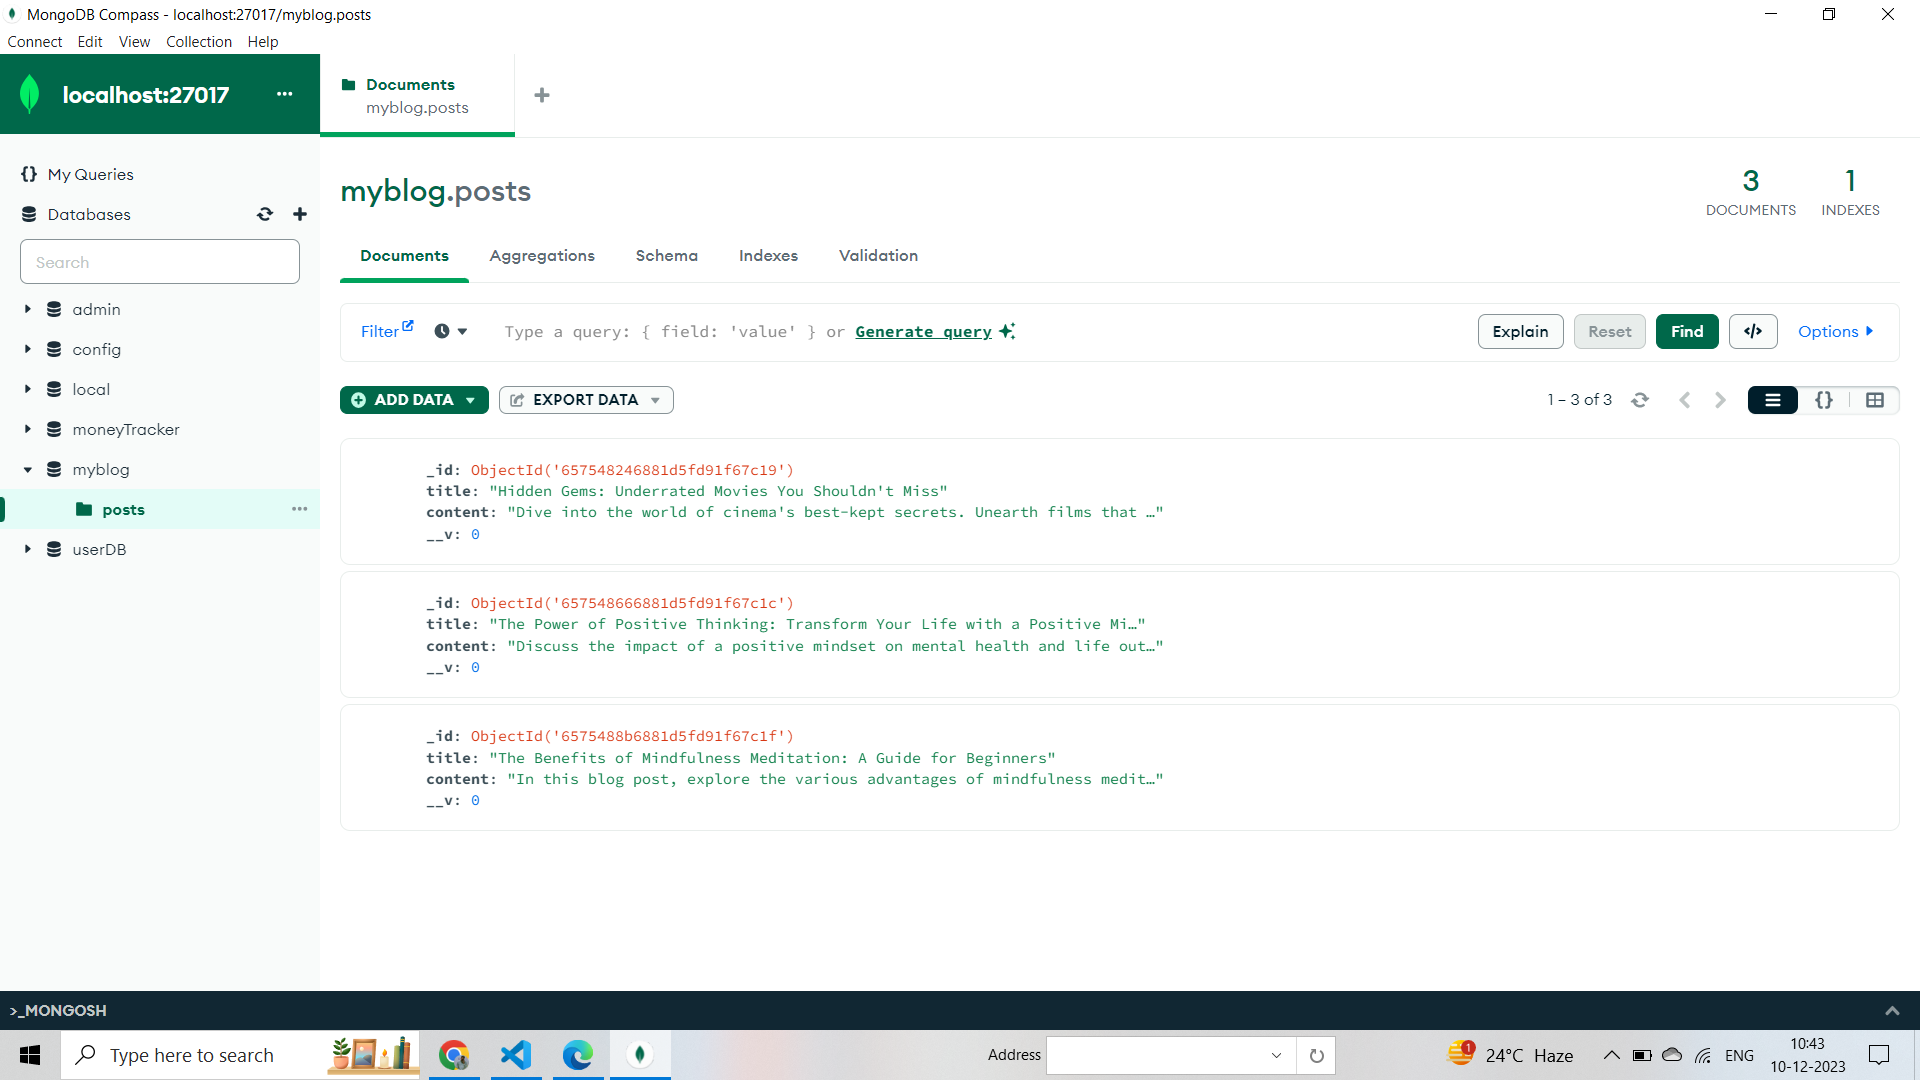 MongoDB Compass - localhost:27017/myblog.posts
Connect Edit View Collection Help
localhost:27017 ...
Documents
myblog.posts
+
My Queries
Databases
Search
admin
config
local
moneyTracker
myblog
posts ...
userDB
myblog.posts
3
DOCUMENTS
1
INDEXES
Documents Aggregations Schema Indexes Validation
Filter Type a query: { field: 'value' } or Generate query Explain Reset Find </> Options
ADD DATA EXPORT DATA 1 – 3 of 3 {}
_id: ObjectId('657548246881d5fd91f67c19')
title: "Hidden Gems: Underrated Movies You Shouldn't Miss"
content: "Dive into the world of cinema's best-kept secrets. Unearth films that …"
__v: 0
_id: ObjectId('657548666881d5fd91f67c1c')
title: "The Power of Positive Thinking: Transform Your Life with a Positive Mi…"
content: "Discuss the impact of a positive mindset on mental health and life out…"
__v: 0
_id: ObjectId('6575488b6881d5fd91f67c1f')
title: "The Benefits of Mindfulness Meditation: A Guide for Beginners"
content: "In this blog post, explore the various advantages of mindfulness medit…"
__v: 0
>_MONGOSH
Type here to search
Address
1
24°C Haze
ENG
10:43
10-12-2023